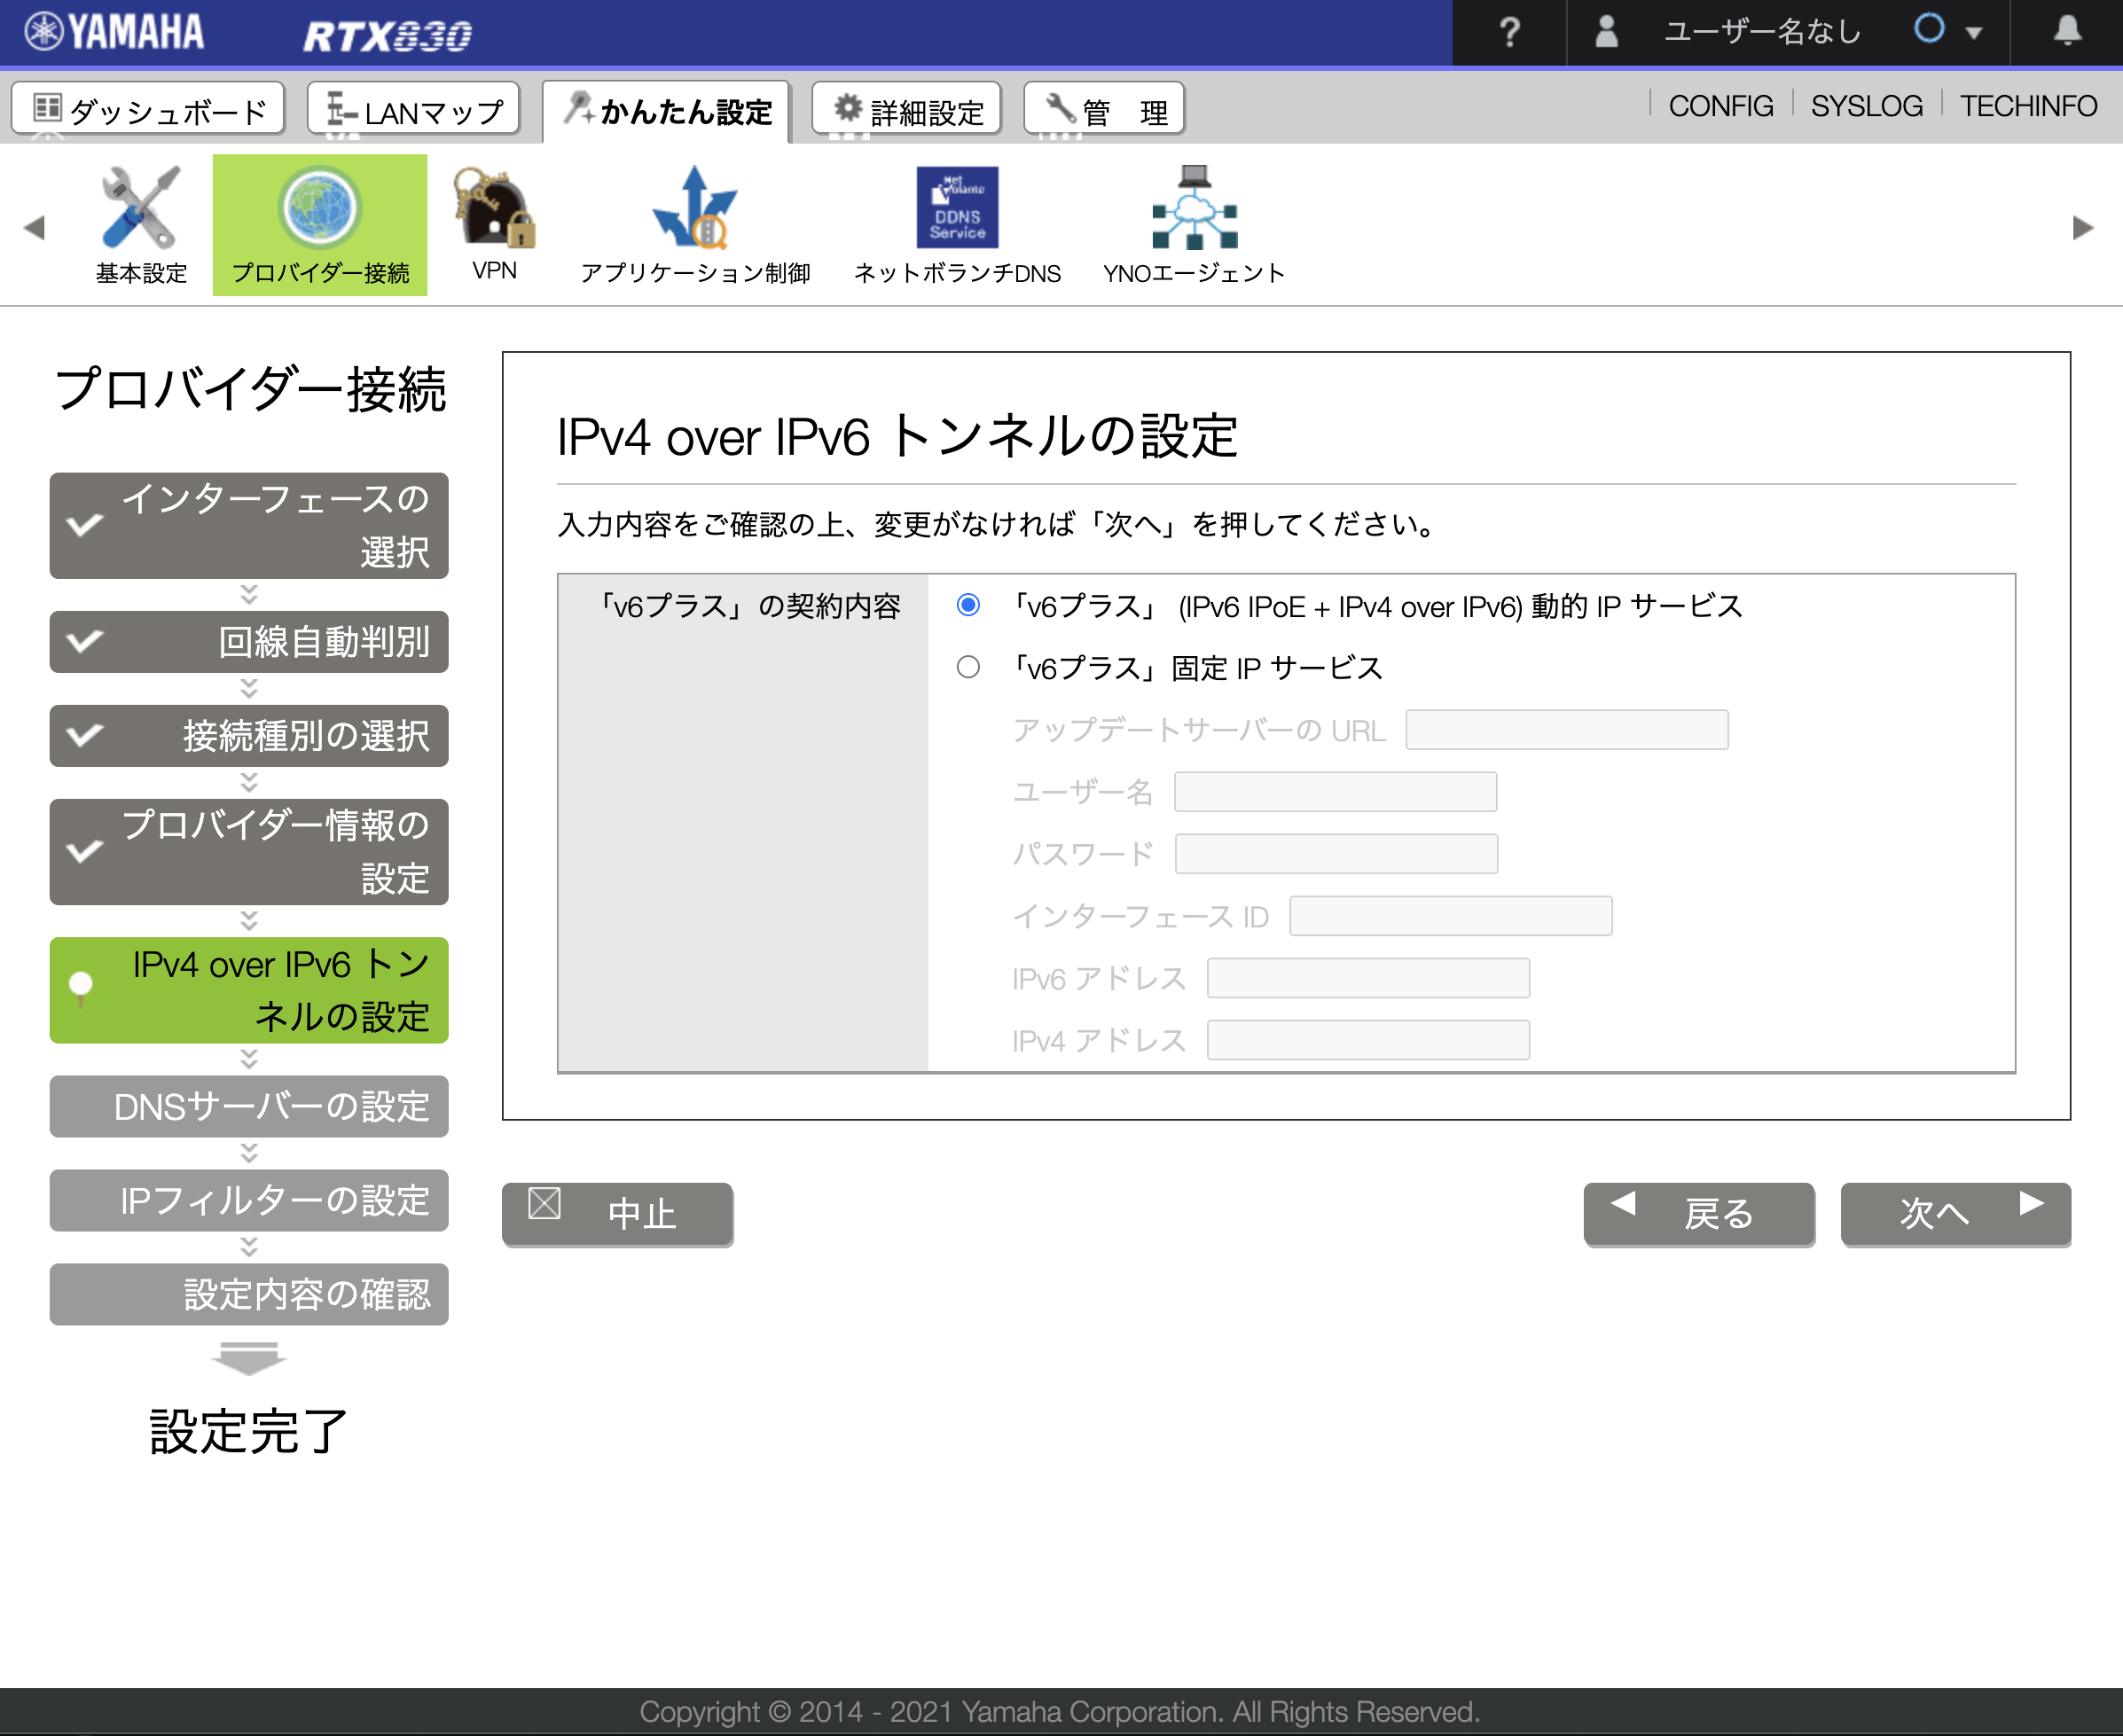 YAMAHA
RTX830
?
ユーザー名なし
ダッシュボード
LANマップ
かんたん設定
詳細設定
管　理
CONFIG
SYSLOG
TECHINFO
基本設定
プロバイダー接続
VPN
アプリケーション制御
Net Volante
DDNS
Service
ネットボランチDNS
YNOエージェント
プロバイダー接続
インターフェースの
選択
回線自動判別
接続種別の選択
プロバイダー情報の
設定
IPv4 over IPv6 トン
ネルの設定
DNSサーバーの設定
IPフィルターの設定
設定内容の確認
設定完了
IPv4 over IPv6 トンネルの設定
入力内容をご確認の上、変更がなければ「次へ」を押してください。
「v6プラス」の契約内容
「v6プラス」 (IPv6 IPoE + IPv4 over IPv6) 動的 IP サービス
「v6プラス」固定 IP サービス
アップデートサーバーの URL
ユーザー名
パスワード
インターフェース ID
IPv6 アドレス
IPv4 アドレス
中止
戻る
次へ
Copyright © 2014 - 2021 Yamaha Corporation. All Rights Reserved.